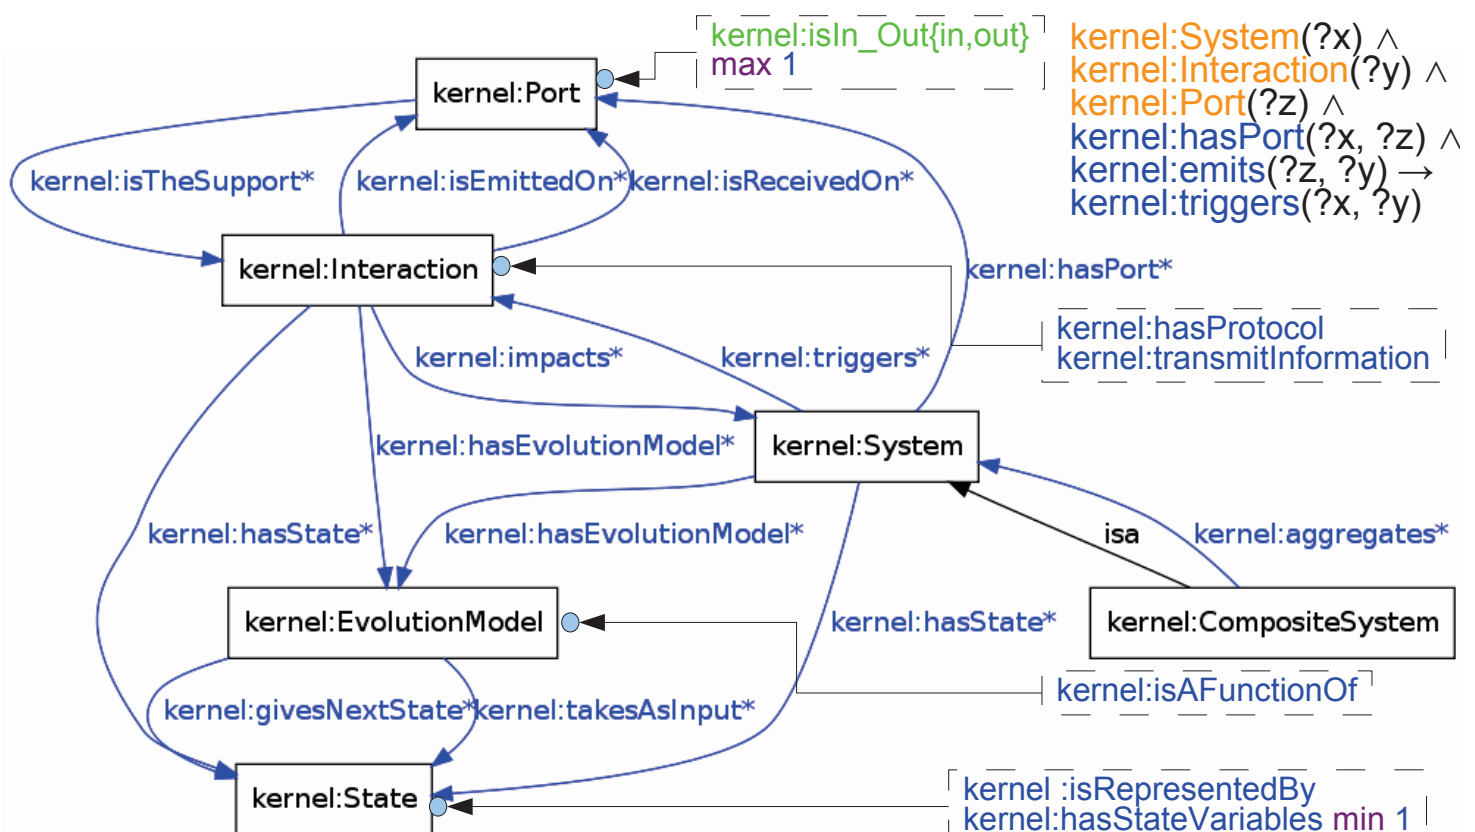 kernel:isIn_Out{in,out}
max 1
kernel:System(?x) ∧
kernel:Interaction(?y) ∧
kernel:Port(?z) ∧
kernel:hasPort(?x, ?z) ∧
kernel:emits(?z, ?y) →
kernel:triggers(?x, ?y)
kernel:Port
kernel:isTheSupport*
kernel:isEmittedOn*
kernel:isReceivedOn*
kernel:Interaction
kernel:hasPort*
kernel:hasProtocol
kernel:transmitInformation
kernel:impacts*
kernel:triggers*
kernel:hasEvolutionModel*
kernel:System
kernel:hasState*
kernel:hasEvolutionModel*
isa
kernel:aggregates*
kernel:EvolutionModel
kernel:hasState*
kernel:CompositeSystem
kernel:givesNextState*
kernel:takesAsInput*
kernel:isAFunctionOf
kernel:State
kernel :isRepresentedBy
kernel:hasStateVariables min 1